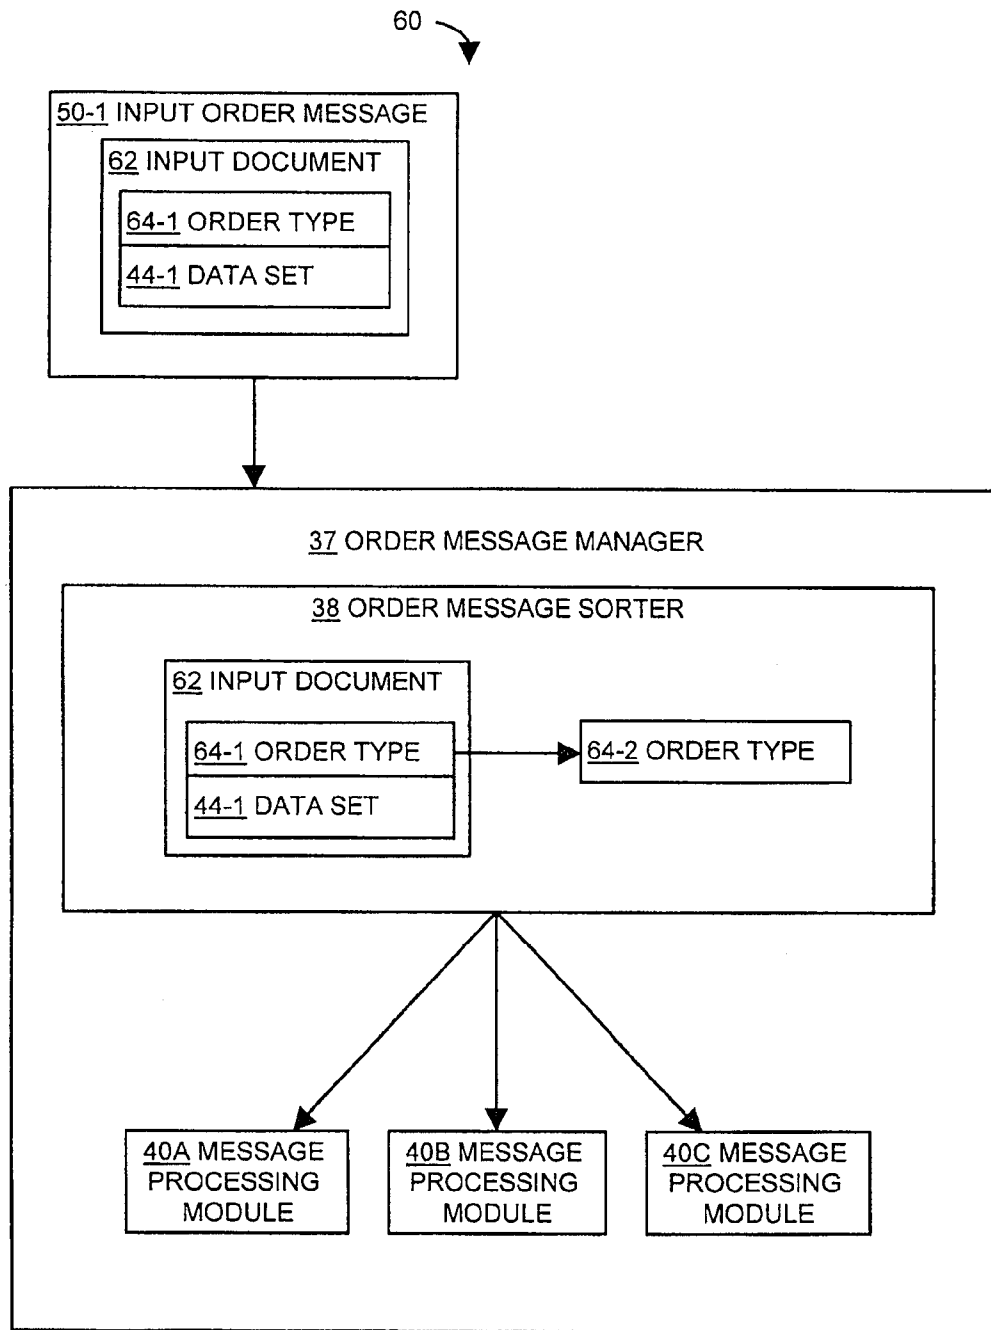 60
50-1 INPUT ORDER MESSAGE
62 INPUT DOCUMENT
64-1 ORDER TYPE
44-1 DATA SET
37 ORDER MESSAGE MANAGER
38 ORDER MESSAGE SORTER
62 INPUT DOCUMENT
64-1 ORDER TYPE
44-1 DATA SET
64-2 ORDER TYPE
40A MESSAGE
PROCESSING
MODULE
40B MESSAGE
PROCESSING
MODULE
40C MESSAGE
PROCESSING
MODULE